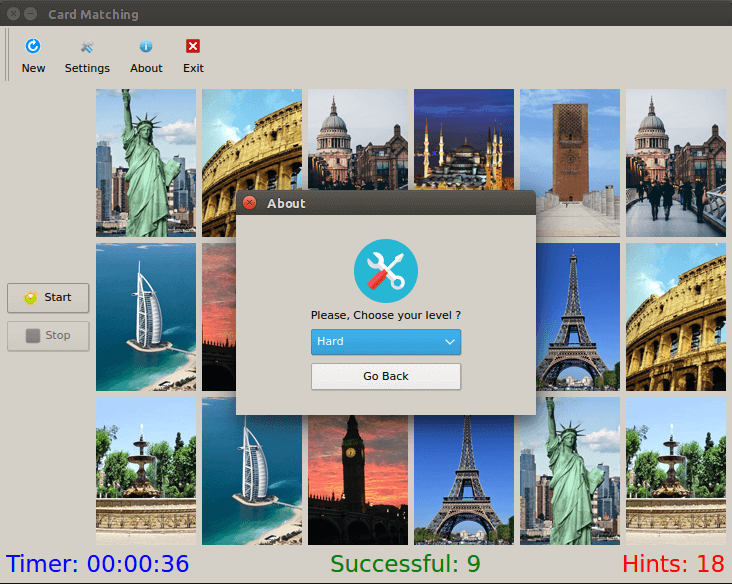 Card Matching
New
Settings
About
Exit
About
Please, Choose your level ?
Hard
Go Back
Start
Stop
Timer: 00:00:36
Successful: 9
Hints: 18